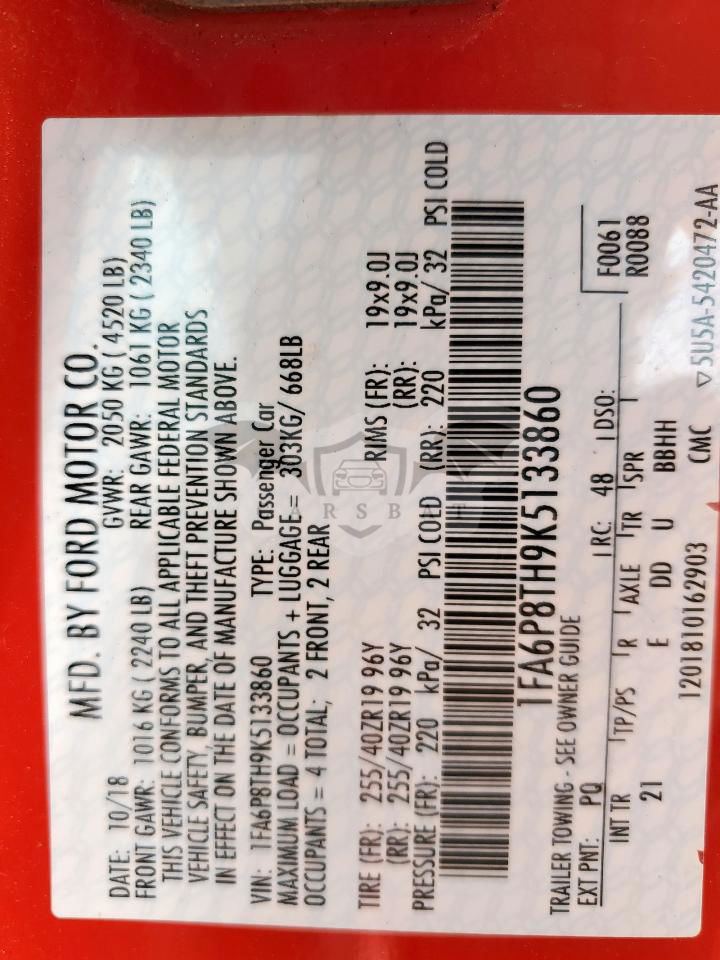 MFD. BY FORD MOTOR CO.
DATE: 10/18 GVWR: 2050 KG ( 4520 LB)
FRONT GAWR: 1016 KG ( 2240 LB) REAR GAWR: 1061 KG ( 2340 LB)
THIS VEHICLE CONFORMS TO ALL APPLICABLE FEDERAL MOTOR
VEHICLE SAFETY, BUMPER, AND THEFT PREVENTION STANDARDS
IN EFFECT ON THE DATE OF MANUFACTURE SHOWN ABOVE.
VIN: 1FA6P8TH9K5133860 TYPE: Passenger Car
MAXIMUM LOAD = OCCUPANTS + LUGGAGE = 303KG/ 668LB
OCCUPANTS = 4 TOTAL; 2 FRONT, 2 REAR
ARSBAT
TIRE (FR): 255/40ZR19 96Y RIMS (FR): 19x9.0J
(RR): 255/40ZR19 96Y (RR): 19x9.0J
PRESSURE (FR): 220 kPa/ 32 PSI COLD (RR): 220 kPa/ 32 PSI COLD
1FA6P8TH9K5133860
TRAILER TOWING - SEE OWNER GUIDE
EXT PNT: PQ RC: 48 DSO: F0061
R0088
INT TR TP/PS R AXLE TR SPR
21 E DD U BBHH
1201810162903 CMC ▽5U5A-5420472-AA